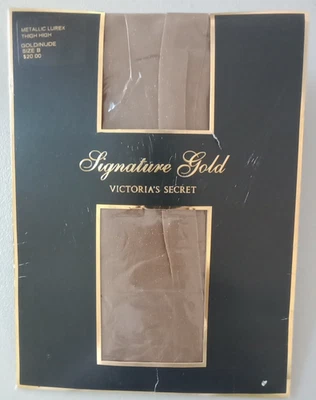 METALLIC LUREX
THIGH HIGH
GOLD/NUDE
SIZE B
$20.00
Signature Gold
VICTORIA'S SECRET